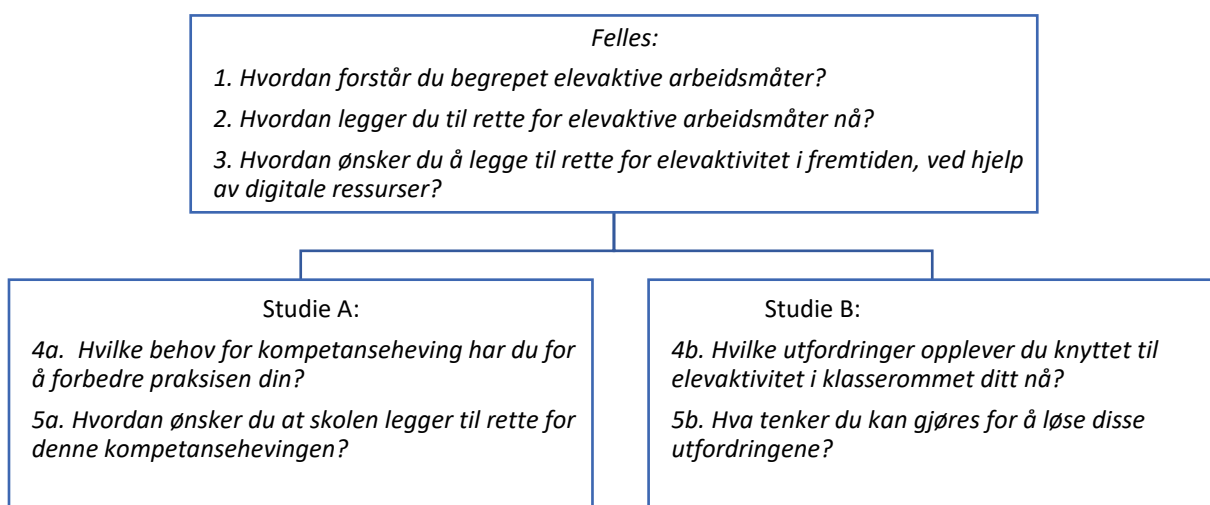 Felles:
1. Hvordan forstår du begrepet elevaktive arbeidsmåter?
2. Hvordan legger du til rette for elevaktive arbeidsmåter nå?
3. Hvordan ønsker du å legge til rette for elevaktivitet i fremtiden, ved hjelp
av digitale ressurser?
Studie A:
4a. Hvilke behov for kompetanseheving har du for
å forbedre praksisen din?
5a. Hvordan ønsker du at skolen legger til rette for
denne kompetansehevingen?
Studie B:
4b. Hvilke utfordringer opplever du knyttet til
elevaktivitet i klasserommet ditt nå?
5b. Hva tenker du kan gjøres for å løse disse
utfordringene?